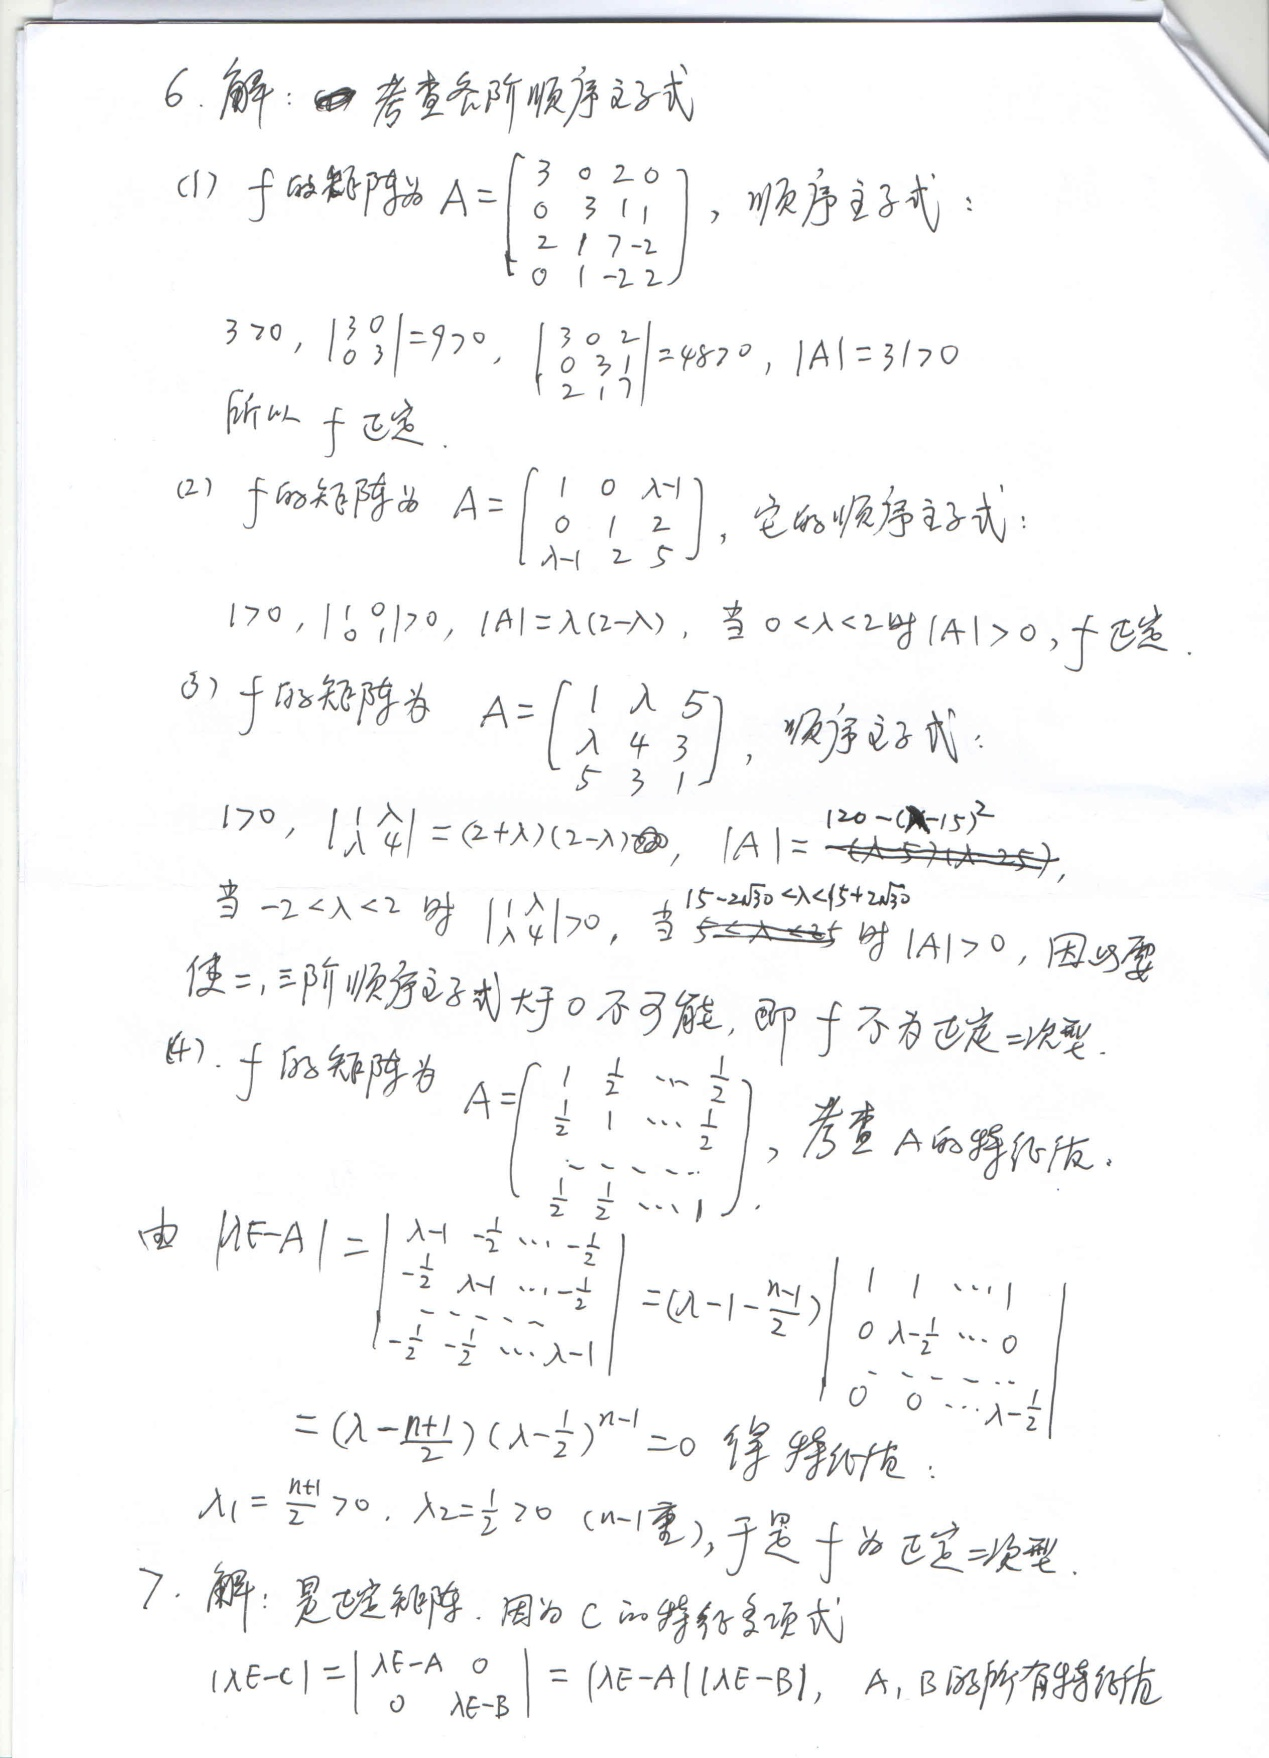 6. 解: 考查各阶顺序主子式
(1) f的矩阵为 A=[3 0 2 0; 0 3 1 1; 2 1 7 -2; 0 1 -2 2], 顺序主子式:
3>0, |3 0; 0 3|=9>0, |3 0 2; 0 3 1; 2 1 7|=48>0, |A|=31>0
所以 f 正定.
(2) f的矩阵为 A=[1 0 λ-1; 0 1 2; λ-1 2 5], 它的顺序主子式:
1>0, |1 0; 0 1|>0, |A|=λ(2-λ), 当 0<λ<2时|A|>0, f 正定.
(3) f的矩阵为 A=[1 λ 5; λ 4 3; 5 3 1], 顺序主子式:
1>0, |1 λ; λ 4|=(2+λ)(2-λ), |A|=120-(λ-15)²,
当 -2<λ<2 时 |1 λ; λ 4|>0, 当 15-2√30<λ<15+2√30 时 |A|>0, 因此要
使二,三阶顺序主子式大于0不可能, 即 f 不为正定二次型.
(4). f 的矩阵为 A=[1 1/2 … 1/2; 1/2 1 … 1/2; - - - - -; 1/2 1/2 … 1], 考查 A的特征值.
由 |λE-A|=|λ-1 -1/2 … -1/2; -1/2 λ-1 … -1/2; - - - - -; -1/2 -1/2 … λ-1|=(λ-1-(n-1)/2)|1 1 … 1; 0 λ-1/2 … 0; - - - - -; 0 0 … λ-1/2|
=(λ-(n+1)/2)(λ-1/2)^(n-1)=0 得特征值:
λ1=(n+1)/2>0, λ2=1/2>0 (n-1重), 于是 f 为正定二次型.
7. 解: 是正定矩阵. 因为 C 的特征多项式
|λE-C|=|λE-A 0; 0 λE-B|=|λE-A||λE-B|, A, B的所有特征值